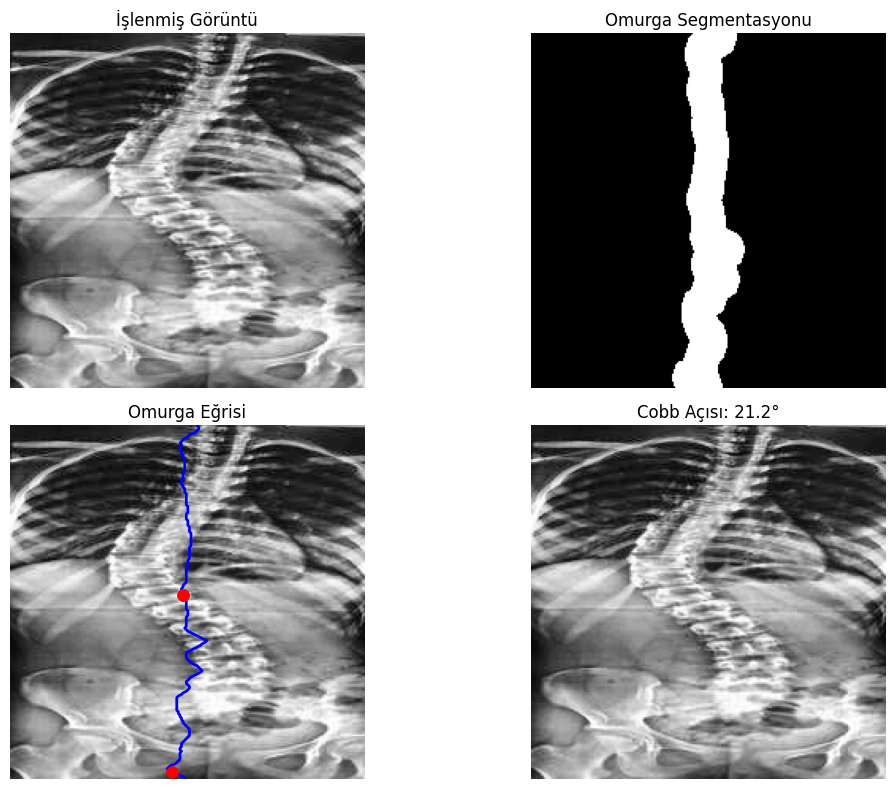 İşlenmiş Görüntü
Omurga Segmentasyonu
Omurga Eğrisi
Cobb Açısı: 21.2°